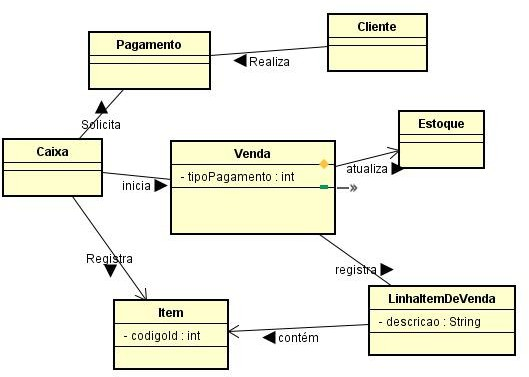 Cliente
Pagamento
Realiza
Solicita
Estoque
Caixa
Venda
- tipoPagamento : int
inicia
atualiza
Registra
registra
LinhaItemDeVenda
- descricao : String
Item
- codigoId : int
contém